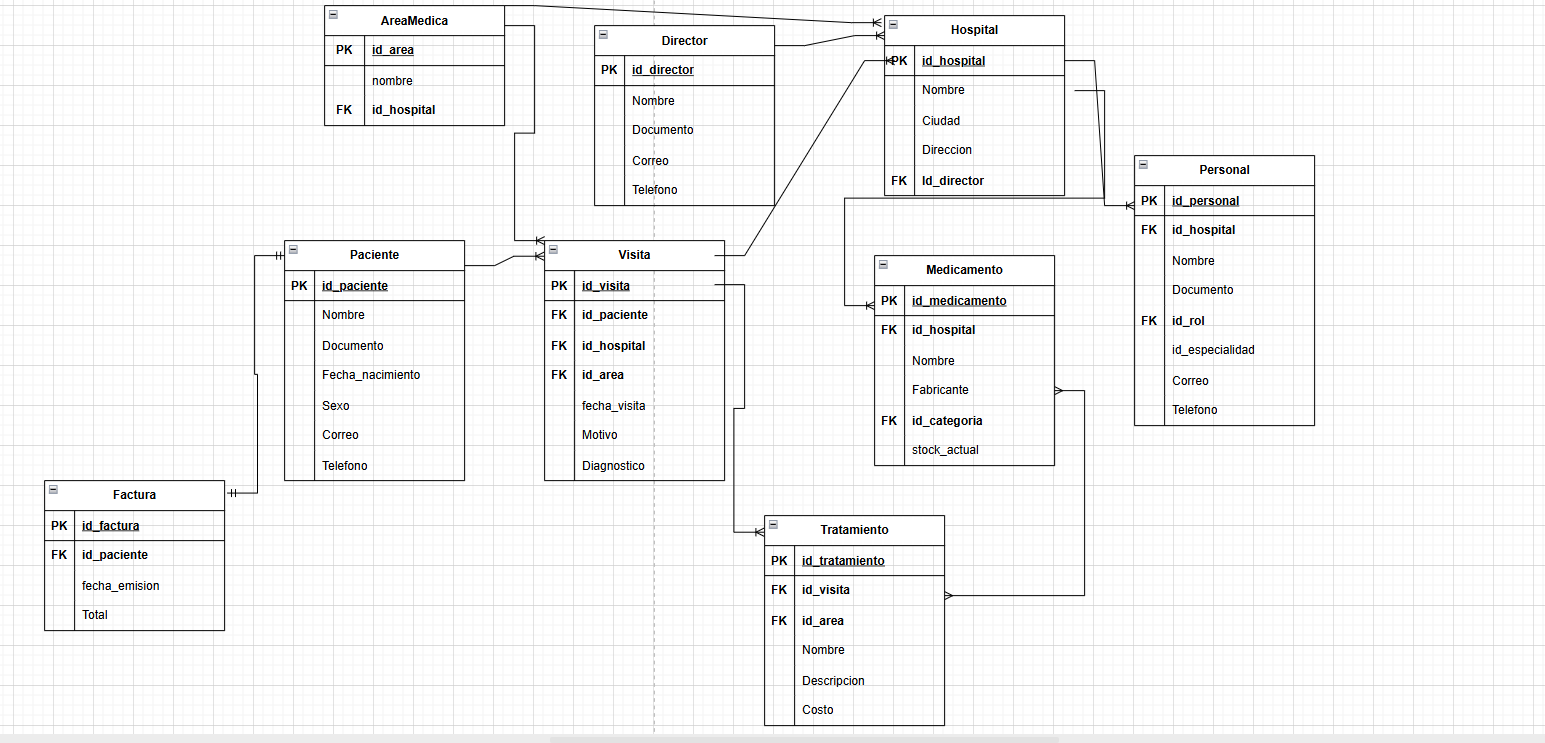 AreaMedica
PK id_area
nombre
FK id_hospital
Director
PK id_director
Nombre
Documento
Correo
Telefono
Hospital
PK id_hospital
Nombre
Ciudad
Direccion
FK Id_director
Personal
PK id_personal
FK id_hospital
Nombre
Documento
FK id_rol
id_especialidad
Correo
Telefono
Paciente
PK id_paciente
Nombre
Documento
Fecha_nacimiento
Sexo
Correo
Telefono
Visita
PK id_visita
FK id_paciente
FK id_hospital
FK id_area
fecha_visita
Motivo
Diagnostico
Medicamento
PK id_medicamento
FK id_hospital
Nombre
Fabricante
FK id_categoria
stock_actual
Factura
PK id_factura
FK id_paciente
fecha_emision
Total
Tratamiento
PK id_tratamiento
FK id_visita
FK id_area
Nombre
Descripcion
Costo